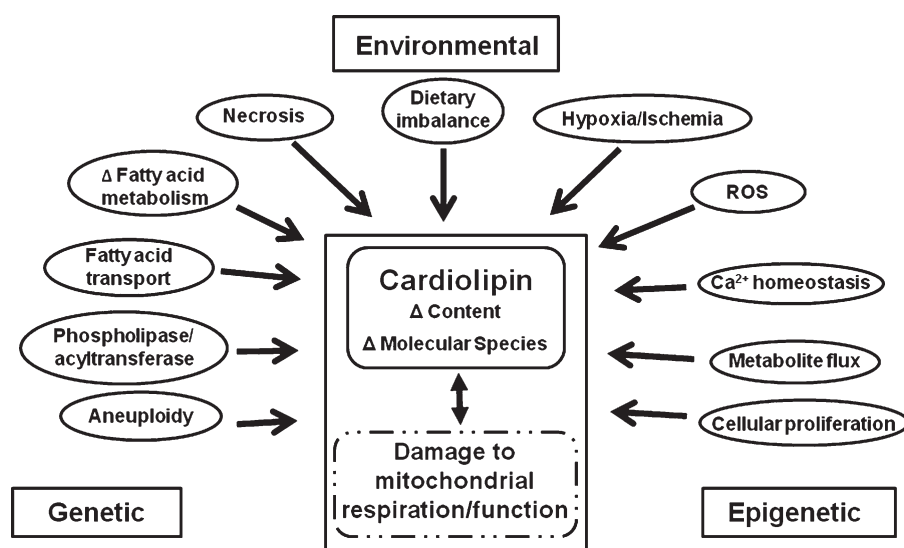 Environmental
Necrosis
Dietary
imbalance
Hypoxia/Ischemia
Δ Fatty acid
metabolism
ROS
Fatty acid
transport
Cardiolipin
Δ Content
Δ Molecular Species
Ca²⁺ homeostasis
Phospholipase/
acyltransferase
Metabolite flux
Aneuploidy
Cellular proliferation
Damage to
mitochondrial
respiration/function
Genetic
Epigenetic